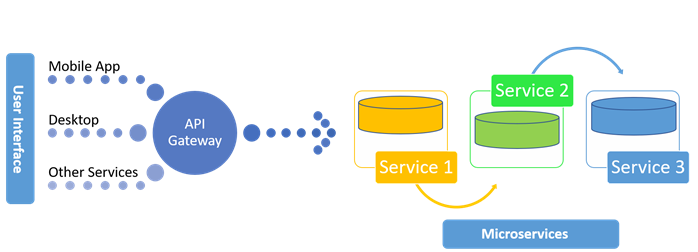 User Interface
Mobile App
Desktop
Other Services
API
Gateway
Service 1
Service 2
Service 3
Microservices